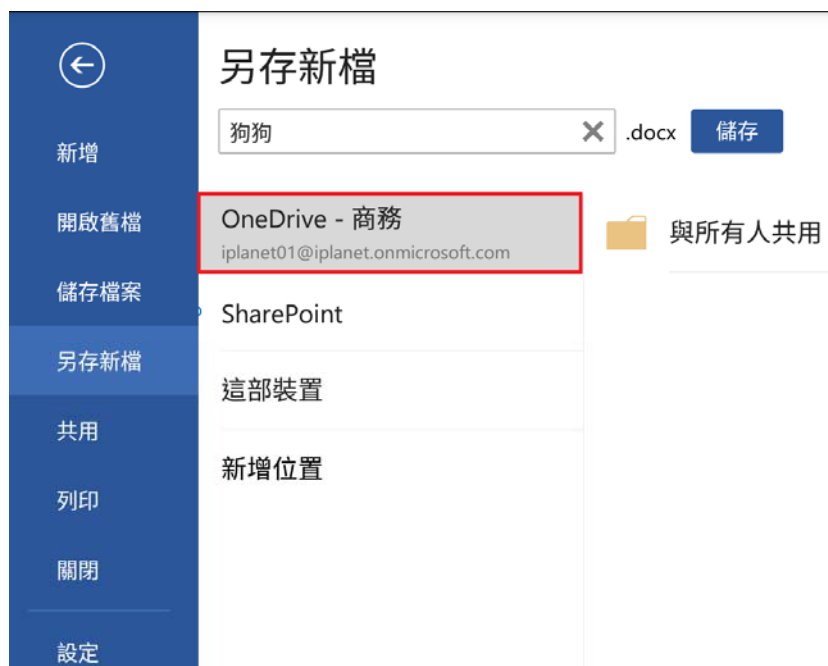 另存新檔
狗狗 .docx 儲存
新增
開啟舊檔
儲存檔案
另存新檔
共用
列印
關閉
設定
OneDrive - 商務
iplanet01@iplanet.onmicrosoft.com
SharePoint
這部裝置
新增位置
與所有人共用